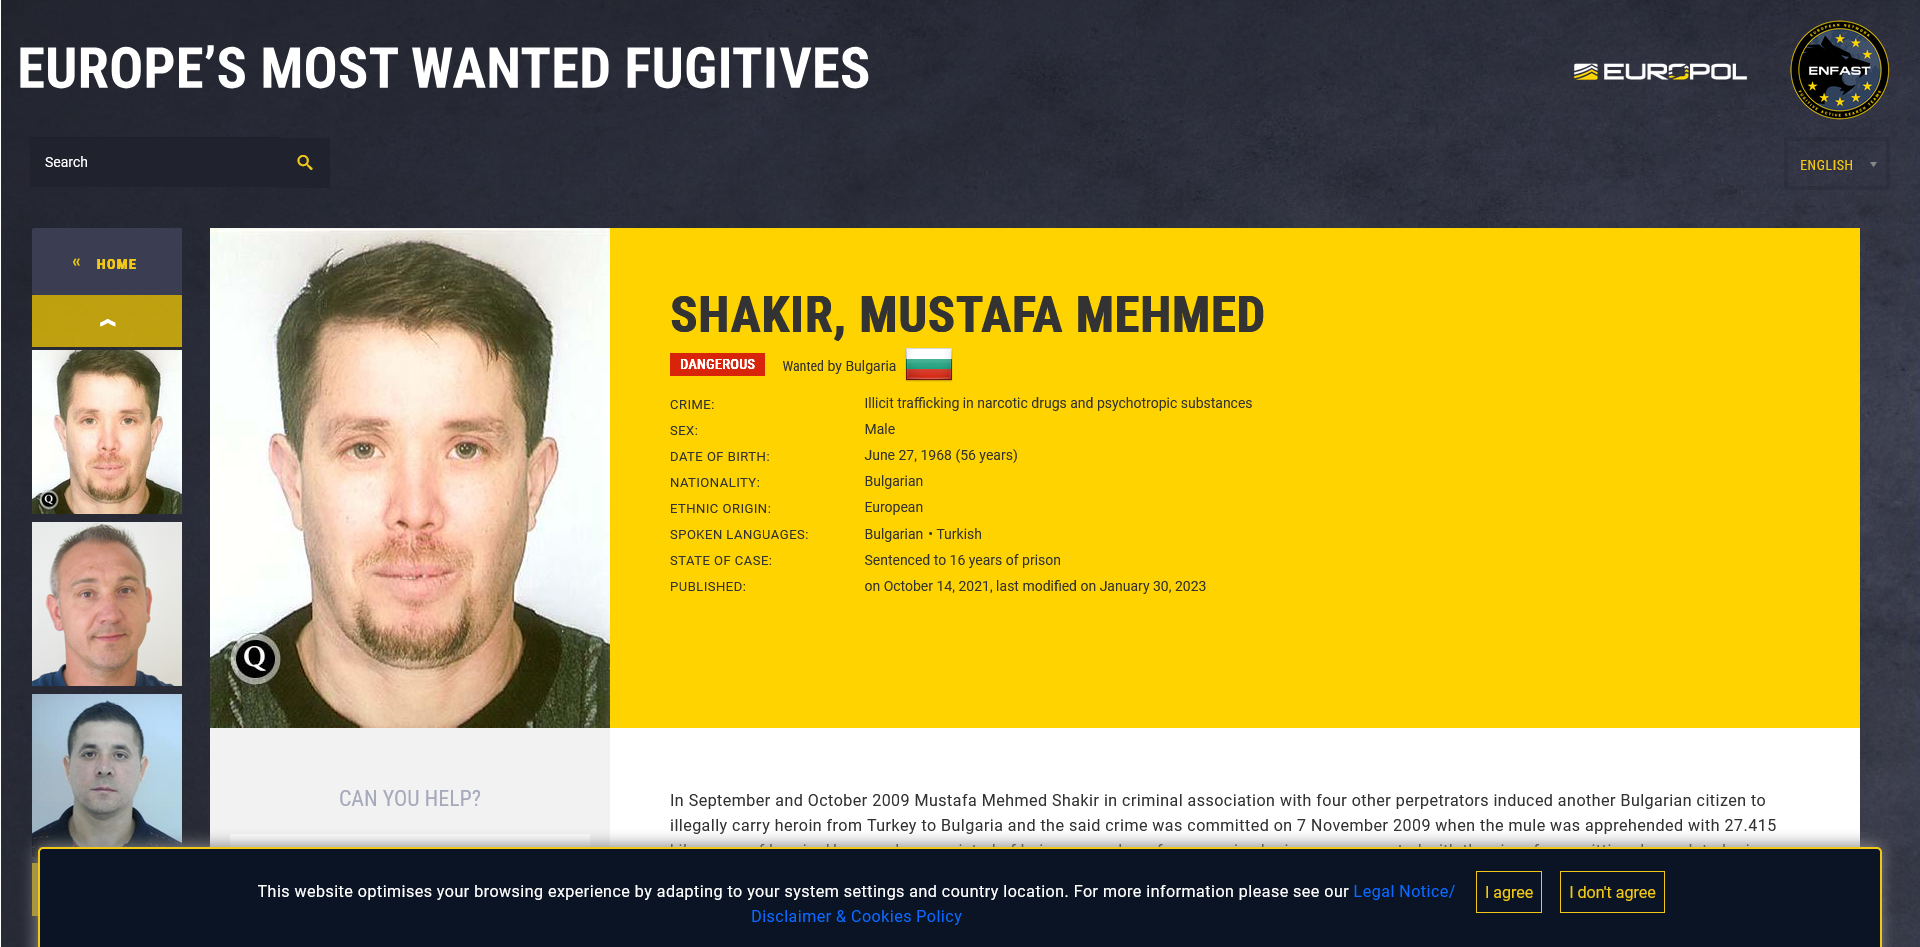 EUROPE’S MOST WANTED FUGITIVES
EUROPOL
ENFAST
Search
ENGLISH
« HOME
SHAKIR, MUSTAFA MEHMED
DANGEROUS Wanted by Bulgaria
CRIME: Illicit trafficking in narcotic drugs and psychotropic substances
SEX: Male
DATE OF BIRTH: June 27, 1968 (56 years)
NATIONALITY: Bulgarian
ETHNIC ORIGIN: European
SPOKEN LANGUAGES: Bulgarian • Turkish
STATE OF CASE: Sentenced to 16 years of prison
PUBLISHED: on October 14, 2021, last modified on January 30, 2023
Q
Q
CAN YOU HELP?
In September and October 2009 Mustafa Mehmed Shakir in criminal association with four other perpetrators induced another Bulgarian citizen to
illegally carry heroin from Turkey to Bulgaria and the said crime was committed on 7 November 2009 when the mule was apprehended with 27.415
This website optimises your browsing experience by adapting to your system settings and country location. For more information please see our Legal Notice/
Disclaimer & Cookies Policy
I agree
I don't agree